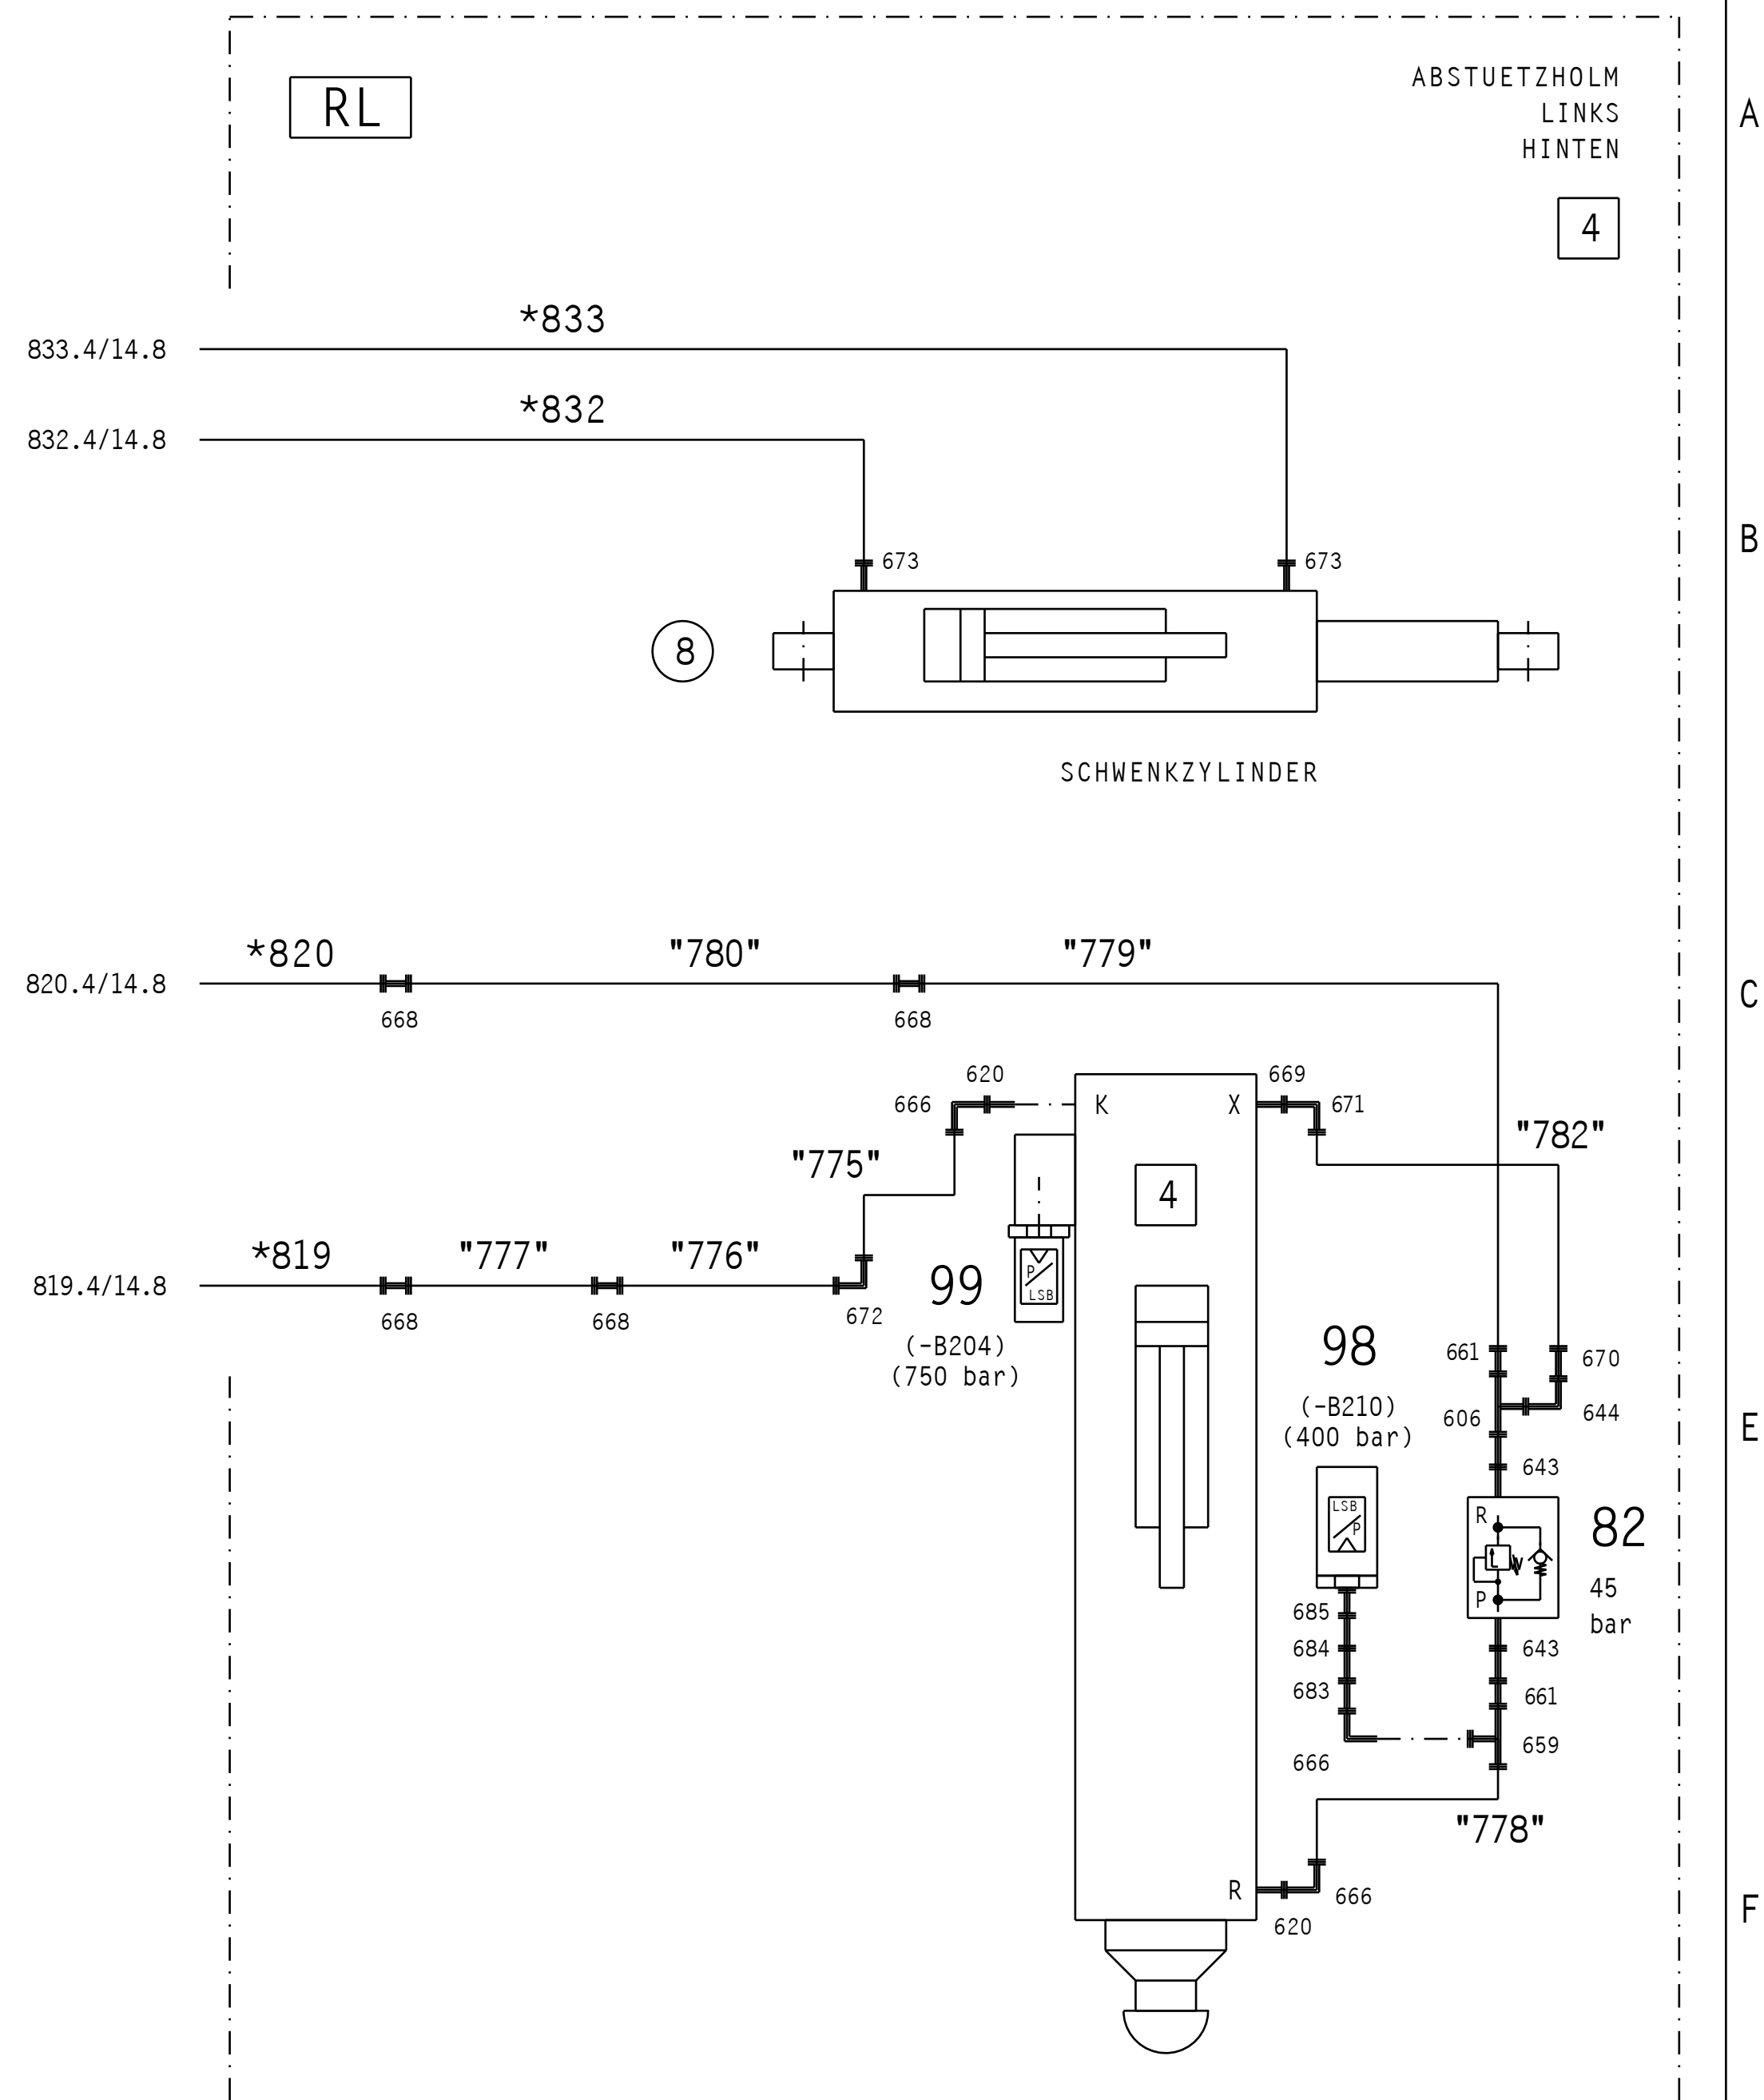 RL
ABSTUETZHOLM
LINKS
HINTEN
A
4
*833
833.4/14.8
*832
832.4/14.8
B
673
673
8
SCHWENKZYLINDER
*820
"780"
"779"
820.4/14.8
C
668
668
620
669
666
K
X
671
"782"
"775"
4
*819
"777"
"776"
819.4/14.8
99
P
LSB
668
668
672
(-B204)
(750 bar)
98
661
670
(-B210)
(400 bar)
606
644
E
643
LSB
P
R
82
P
45
bar
685
684
643
683
661
659
666
"778"
R
666
620
F